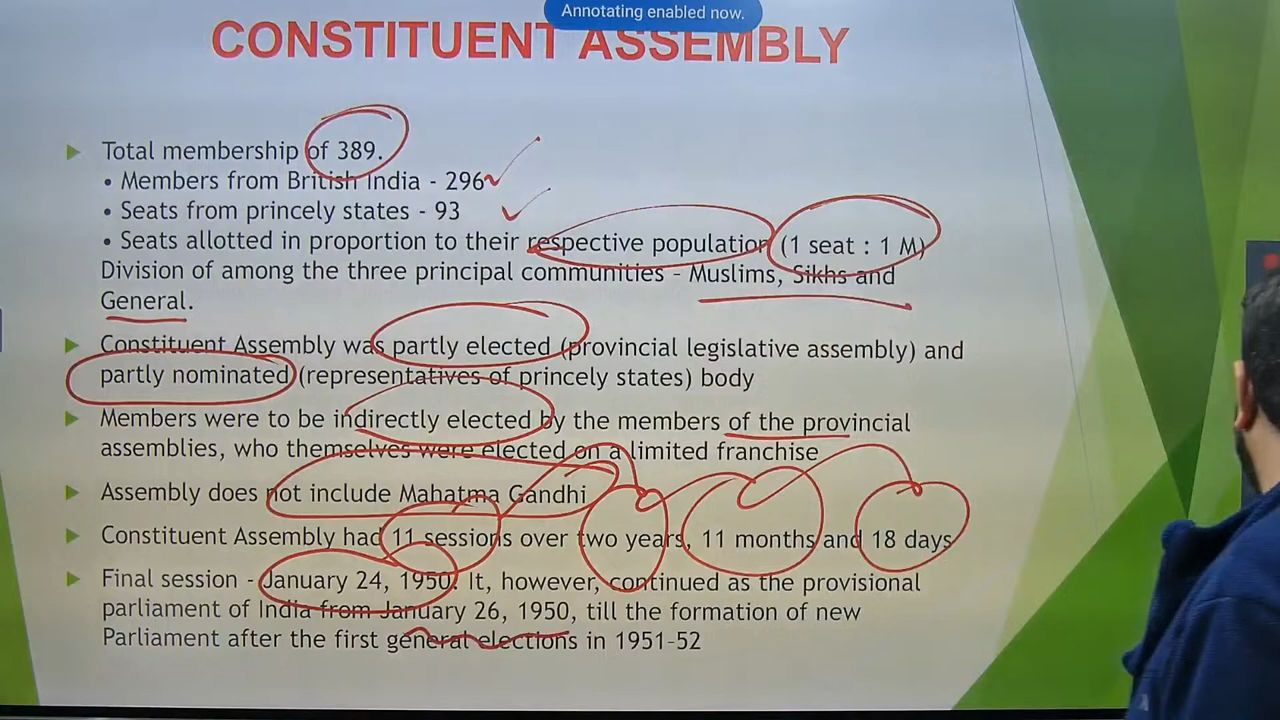 Annotating enabled now.
CONSTITUENT ASSEMBLY
Total membership of 389.
• Members from British India - 296
• Seats from princely states - 93
• Seats allotted in proportion to their respective population (1 seat : 1 M)
Division of among the three principal communities - Muslims, Sikhs and
General.
Constituent Assembly was partly elected (provincial legislative assembly) and
partly nominated (representatives of princely states) body
Members were to be indirectly elected by the members of the provincial
assemblies, who themselves were elected on a limited franchise
Assembly does not include Mahatma Gandhi
Constituent Assembly had 11 sessions over two years, 11 months and 18 days
Final session - January 24, 1950. It, however, continued as the provisional
parliament of India from January 26, 1950, till the formation of new
Parliament after the first general elections in 1951-52